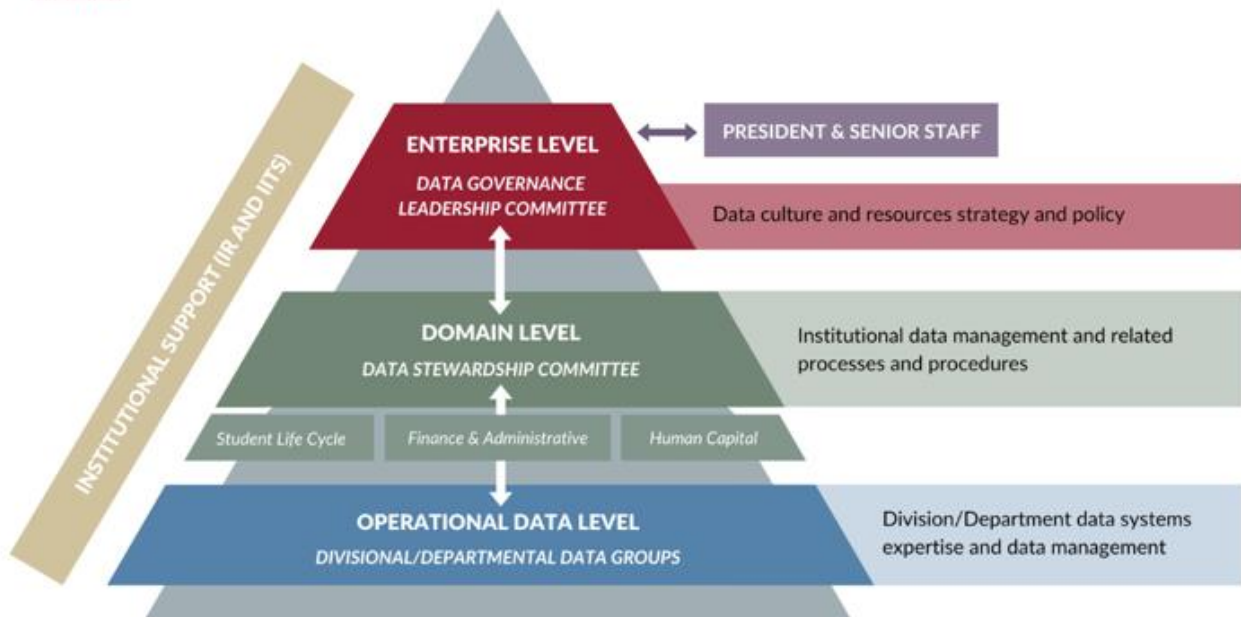 INSTITUTIONAL SUPPORT (IR AND IITS)
ENTERPRISE LEVEL
DATA GOVERNANCE
LEADERSHIP COMMITTEE
PRESIDENT & SENIOR STAFF
Data culture and resources strategy and policy
DOMAIN LEVEL
DATA STEWARDSHIP COMMITTEE
Institutional data management and related
processes and procedures
Student Life Cycle
Finance & Administrative
Human Capital
OPERATIONAL DATA LEVEL
DIVISIONAL/DEPARTMENTAL DATA GROUPS
Division/Department data systems
expertise and data management